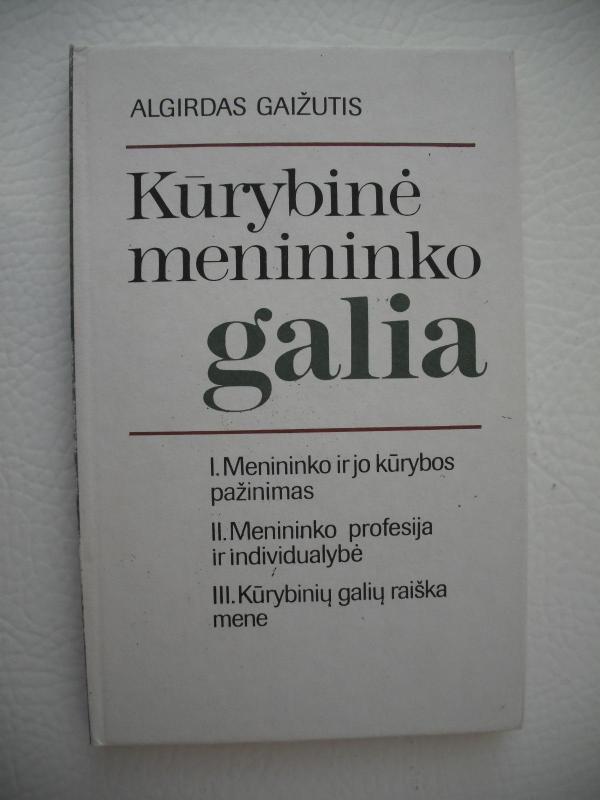 ALGIRDAS GAIŽUTIS
Kūrybinė
menininko
galia
I. Menininko ir jo kūrybos
pažinimas
II. Menininko profesija
ir individualybė
III. Kūrybinių galių raiška
mene